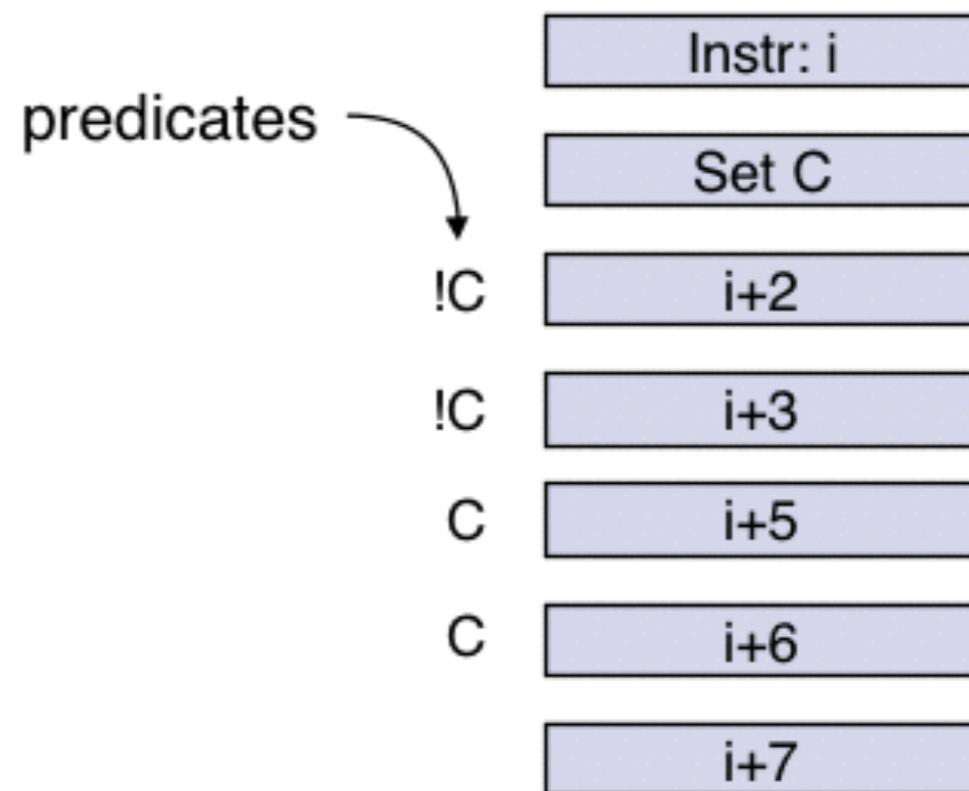 Instr: i
predicates
Set C
!C i+2
!C i+3
C i+5
C i+6
i+7